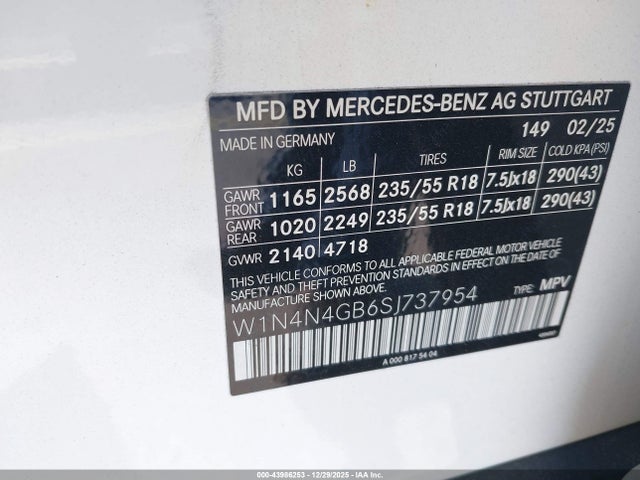 MFD BY MERCEDES-BENZ AG STUTTGART
MADE IN GERMANY 149 02/25
KG LB TIRES RIM SIZE COLD KPA(PSI)
GAWR FRONT 1165 2568 235/55 R18 7.5Jx18 290(43)
GAWR REAR 1020 2249 235/55 R18 7.5Jx18 290(43)
GVWR 2140 4718
THIS VEHICLE CONFORMS TO ALL APPLICABLE FEDERAL MOTOR VEHICLE
SAFETY AND THEFT PREVENTION STANDARDS IN EFFECT ON THE DATE OF
MANUFACTURE SHOWN ABOVE. TYPE: MPV
W1N4N4GB6SJ737954
A 000 817 54 04
000-43986253 - 12/29/2025 - IAAI.COM